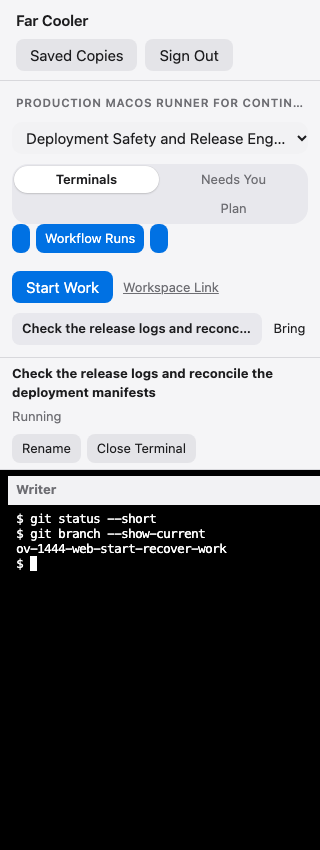 Far Cooler
Saved Copies
Sign Out
PRODUCTION MACOS RUNNER FOR CONTIN...
Deployment Safety and Release Eng...
Terminals
Needs You
Plan
Workflow Runs
Start Work
Workspace Link
Check the release logs and reconc...
Bring
Check the release logs and reconcile the
deployment manifests
Running
Rename
Close Terminal
Writer
$ git status --short
$ git branch --show-current
ov-1444-web-start-recover-work
$